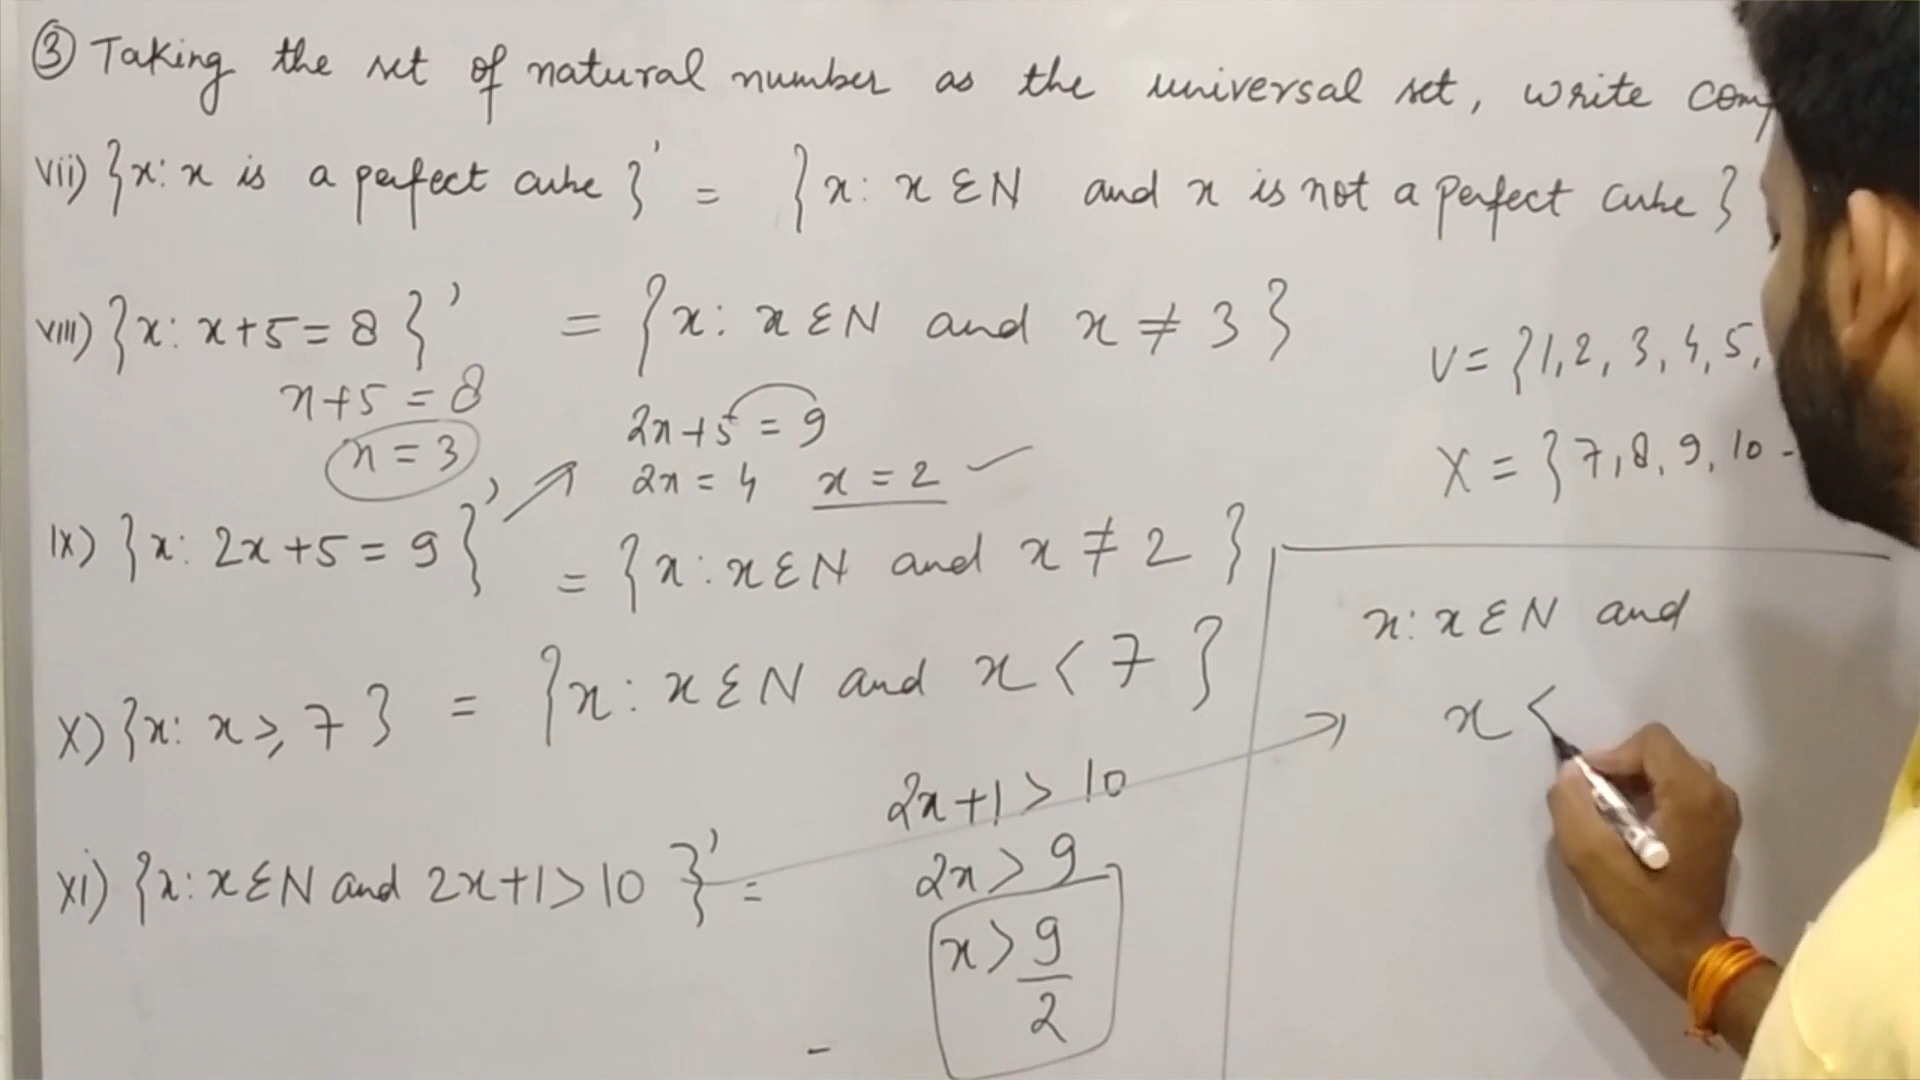 ③ Taking the set of natural number as the universal set, write
vii) {x: x is a perfect cube}' = {x: x ∈ N and x is not a perfect cube}
viii) {x: x+5=8}' = {x: x ∈ N and x ≠ 3}
x+5 = 8
x = 3
U = {1, 2, 3, 4, 5,
X = {7, 8, 9, 10 -
2x+5 = 9
2x = 4 x = 2 ✓
ix) {x: 2x+5=9}' = {x: x ∈ N and x ≠ 2}
x) {x: x ≥ 7} = {x: x ∈ N and x < 7}
x: x ∈ N and
x <
2x+1 > 10
xi) {x: x ∈ N and 2x+1 > 10}' =
2x > 9
x > 9/2
-